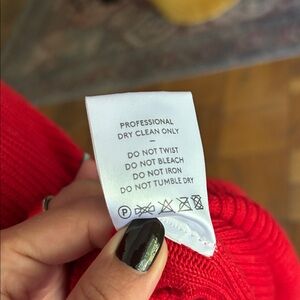 PROFESSIONAL
DRY CLEAN ONLY
–
DO NOT TWIST
DO NOT BLEACH
DO NOT IRON
DO NOT TUMBLE DRY
P